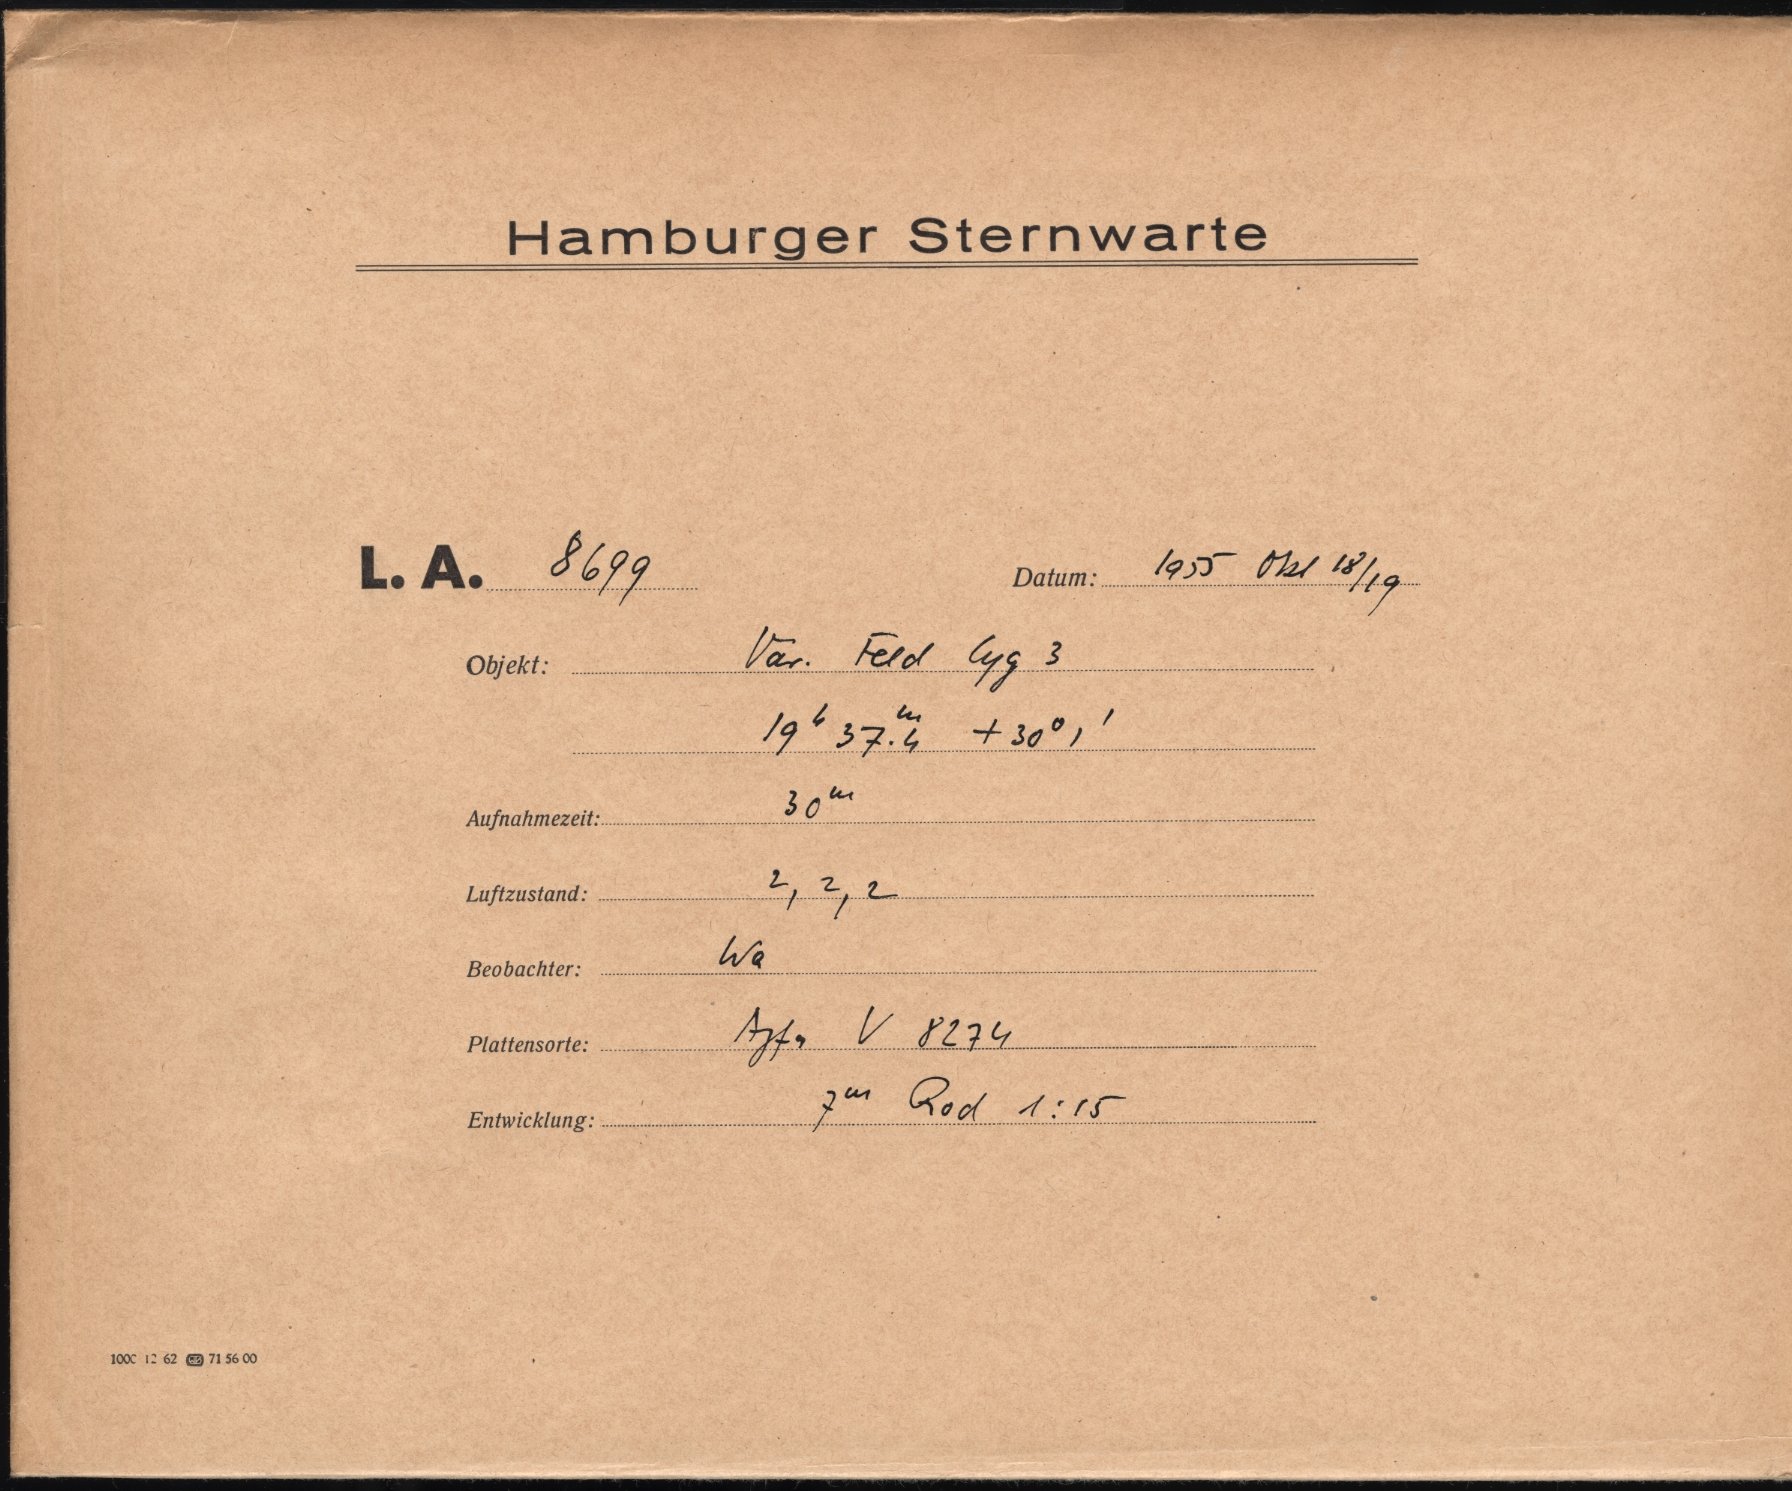 Hamburger Sternwarte
L. A. 8699 Datum: 1955 Okt 18/19
Objekt: Var. Feld Cyg 3
19ʰ 37.4ᵐ +30° 1'
Aufnahmezeit: 30ᵐ
Luftzustand: 2, 2, 2
Beobachter: Wa
Plattensorte: Agfa V 8274
Entwicklung: 7ᵐ Rod 1:15
1000 12 62 71 56 00